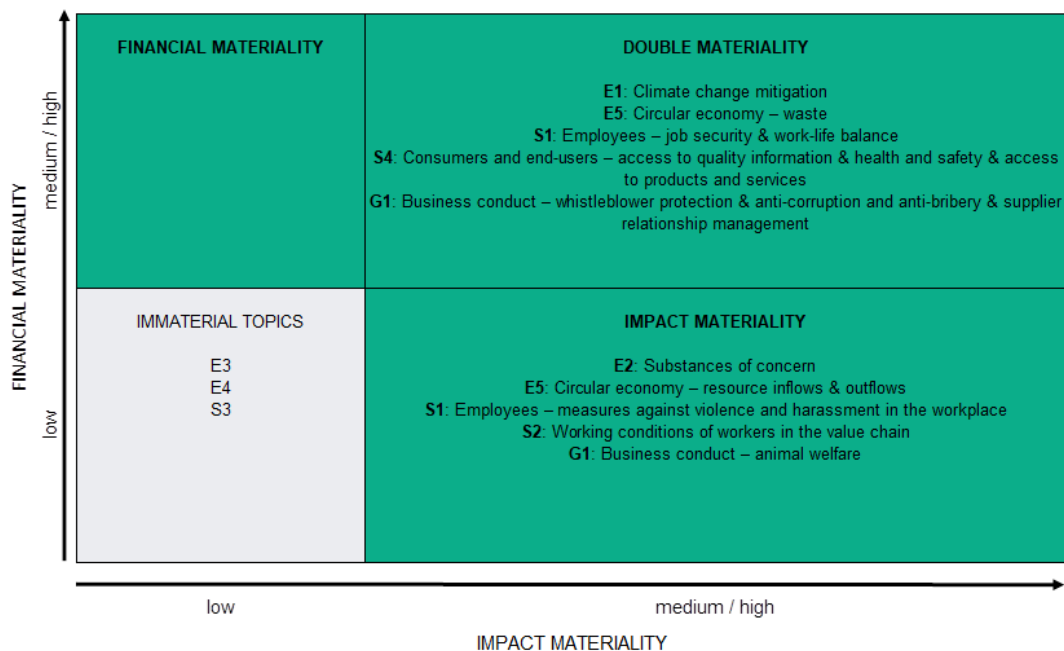 FINANCIAL MATERIALITY
DOUBLE MATERIALITY
E1: Climate change mitigation
E5: Circular economy – waste
S1: Employees – job security & work-life balance
S4: Consumers and end-users – access to quality information & health and safety & access
to products and services
G1: Business conduct – whistleblower protection & anti-corruption and anti-bribery & supplier
relationship management
IMMATERIAL TOPICS
E3
E4
S3
IMPACT MATERIALITY
E2: Substances of concern
E5: Circular economy – resource inflows & outflows
S1: Employees – measures against violence and harassment in the workplace
S2: Working conditions of workers in the value chain
G1: Business conduct – animal welfare
FINANCIAL MATERIALITY
medium / high
low
low
medium / high
IMPACT MATERIALITY